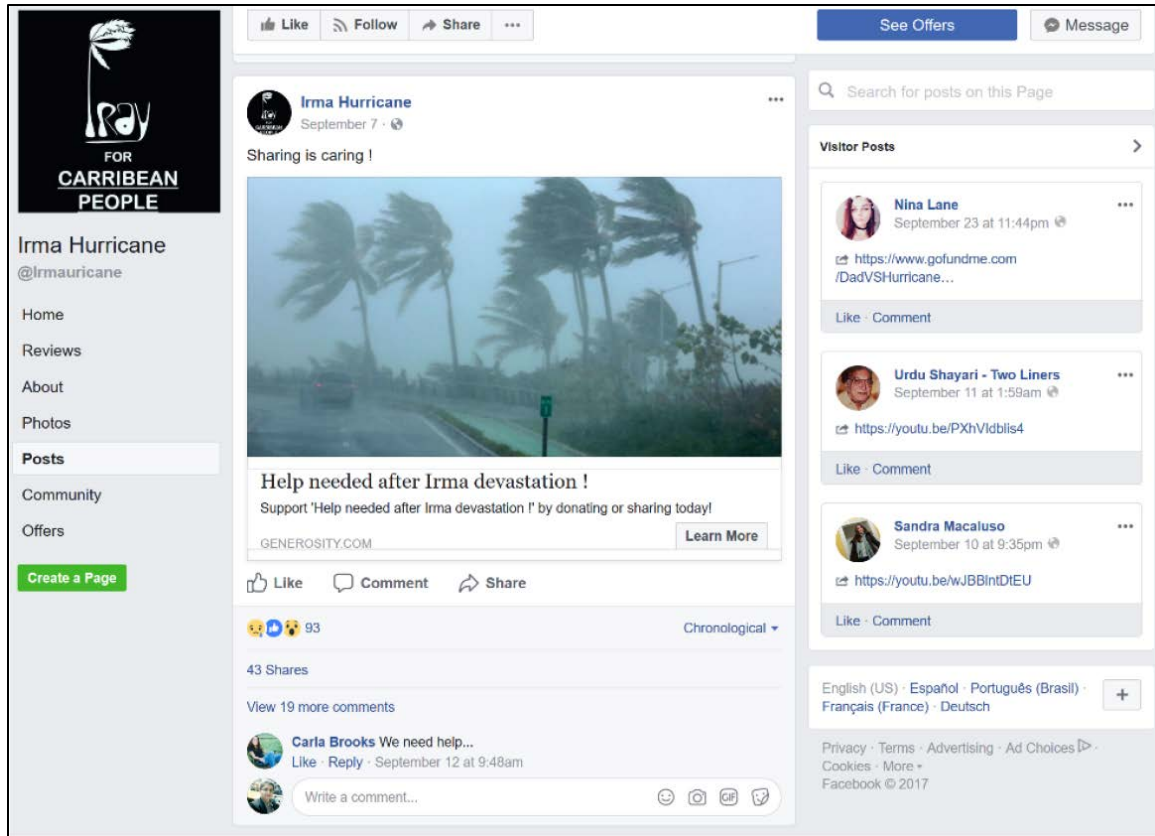 PRAY
FOR
CARRIBEAN
PEOPLE
Irma Hurricane
@Irmauricane
Home
Reviews
About
Photos
Posts
Community
Offers
Create a Page
Like Follow Share ...
See Offers Message
Irma Hurricane
September 7 ·
Sharing is caring !
Help needed after Irma devastation !
Support 'Help needed after Irma devastation !' by donating or sharing today!
GENEROSITY.COM
Learn More
Like Comment Share
93 Chronological
43 Shares
View 19 more comments
Carla Brooks We need help...
Like · Reply · September 12 at 9:48am
Write a comment...
GIF
Search for posts on this Page
Visitor Posts
Nina Lane
September 23 at 11:44pm
https://www.gofundme.com
/DadVSHurricane…
Like · Comment
Urdu Shayari - Two Liners
September 11 at 1:59am
https://youtu.be/PXhVIdblis4
Like · Comment
Sandra Macaluso
September 10 at 9:35pm
https://youtu.be/wJBBlntDtEU
Like · Comment
English (US) · Español · Português (Brasil) ·
Français (France) · Deutsch
+
Privacy · Terms · Advertising · Ad Choices ·
Cookies · More
Facebook © 2017